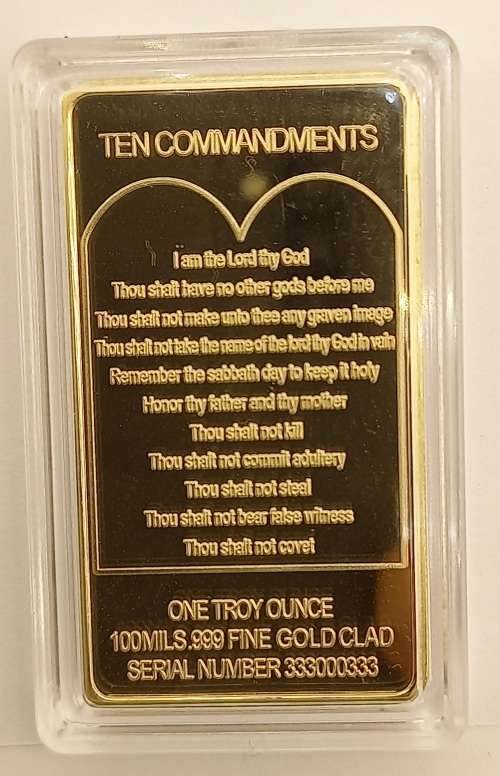 TEN COMMANDMENTS
I am the Lord thy God
Thou shalt have no other gods before me
Thou shalt not make unto thee any graven image
Thou shalt not take the name of the lord thy God in vain
Remember the sabbath day to keep it holy
Honor thy father and thy mother
Thou shalt not kill
Thou shalt not commit adultery
Thou shalt not steal
Thou shalt not bear false witness
Thou shalt not covet
ONE TROY OUNCE
100MILS .999 FINE GOLD CLAD
SERIAL NUMBER 333000333